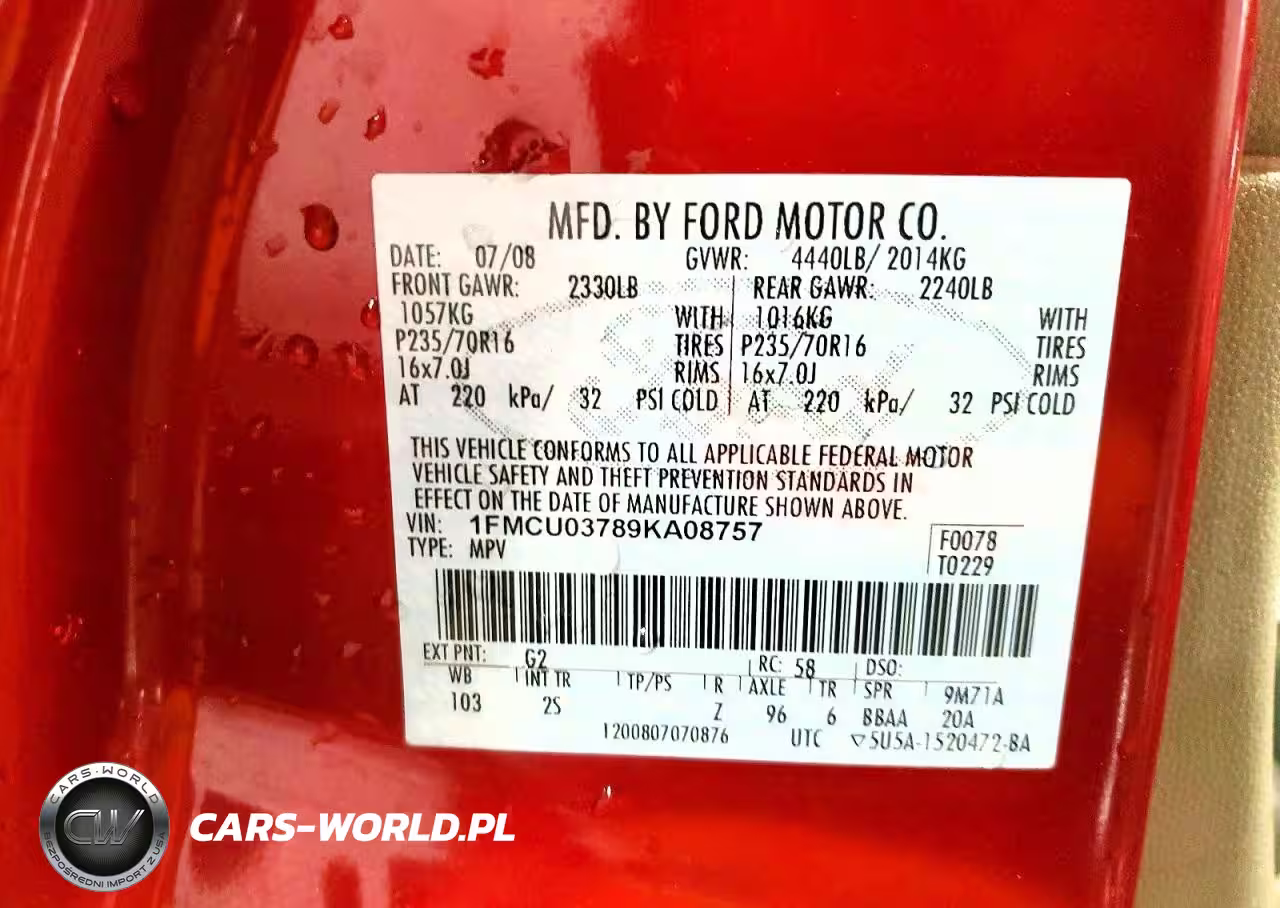 MFD. BY FORD MOTOR CO.
DATE: 07/08 GVWR: 4440LB/ 2014KG
FRONT GAWR: 2330LB REAR GAWR: 2240LB
1057KG WITH 1016KG WITH
P235/70R16 TIRES P235/70R16 TIRES
16x7.0J RIMS 16x7.0J RIMS
AT 220 kPa/ 32 PSI COLD AT 220 kPa/ 32 PSI COLD
THIS VEHICLE CONFORMS TO ALL APPLICABLE FEDERAL MOTOR
VEHICLE SAFETY AND THEFT PREVENTION STANDARDS IN
EFFECT ON THE DATE OF MANUFACTURE SHOWN ABOVE.
VIN: 1FMCU03789KA08757
TYPE: MPV
F0078
T0229
EXT PNT: G2 RC: 58 DSO:
WB INT TR TP/PS R AXLE TR SPR 9M71A
103 2S Z 96 6 BBAA 20A
1200807070876 UTC ▽5U5A-1520472-BA
CARS-WORLD
CW
BEZPOŚREDNI IMPORT Z USA
CARS-WORLD.PL